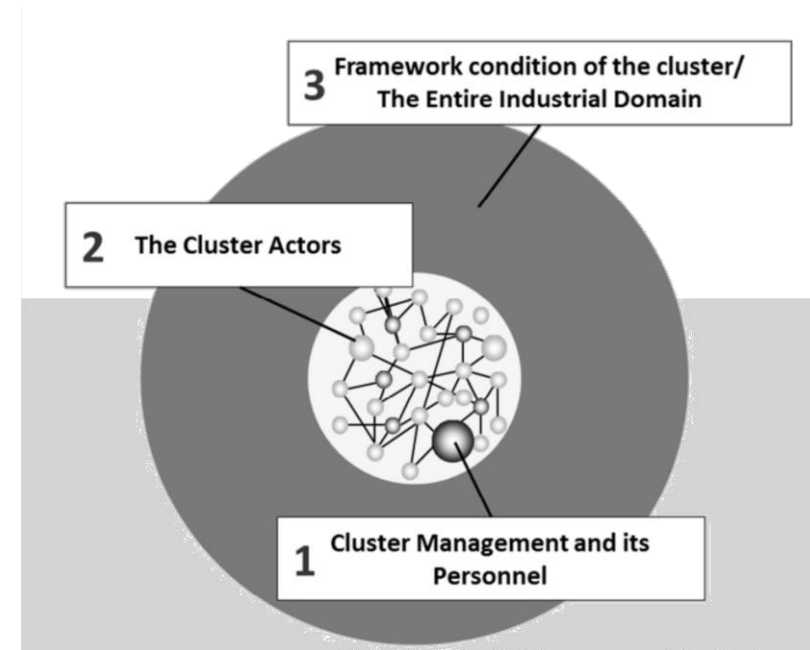 3 Framework condition of the cluster/
The Entire Industrial Domain
2 The Cluster Actors
1 Cluster Management and its
Personnel